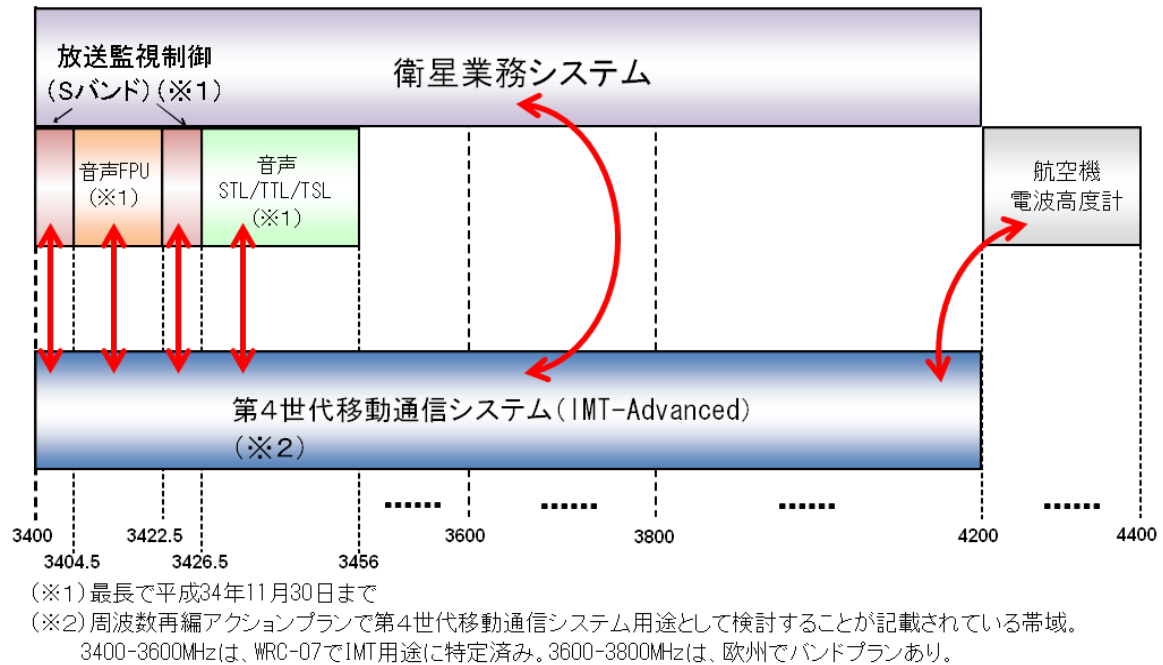 衛星業務システム
放送監視制御
(Sバンド)(※1)
音声FPU
(※1)
音声
STL/TTL/TSL
(※1)
航空機
電波高度計
第4世代移動通信システム(IMT-Advanced)
(※2)
...... ...... ...... ......
3400 3422.5 3600 3800 4200 4400
3404.5 3426.5 3456
(※1)最長で平成34年11月30日まで
(※2)周波数再編アクションプランで第4世代移動通信システム用途として検討することが記載されている帯域。
3400-3600MHzは、WRC-07でIMT用途に特定済み。3600-3800MHzは、欧州でバンドプランあり。